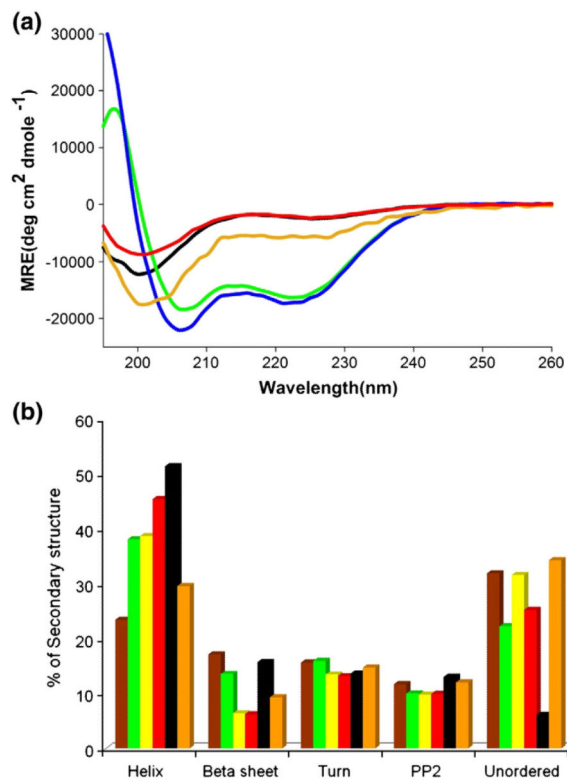 (a)
30000
20000
10000
0
-10000
-20000
MRE(deg cm² dmole ⁻¹)
200 210 220 230 240 250 260
Wavelength(nm)
(b)
60
50
40
30
20
10
0
% of Secondary structure
Helix Beta sheet Turn PP2 Unordered